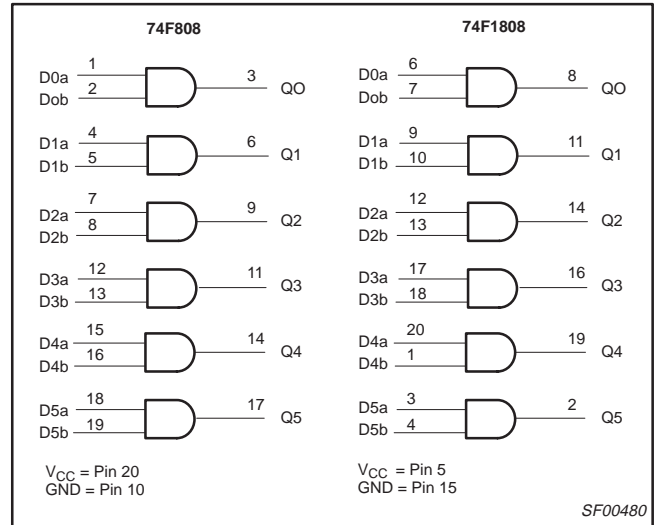 74F808
D0a 1
Dob 2
3 QO
D1a 4
D1b 5
6 Q1
D2a 7
D2b 8
9 Q2
D3a 12
D3b 13
11 Q3
D4a 15
D4b 16
14 Q4
D5a 18
D5b 19
17 Q5
VCC = Pin 20
GND = Pin 10
74F1808
D0a 6
Dob 7
8 QO
D1a 9
D1b 10
11 Q1
D2a 12
D2b 13
14 Q2
D3a 17
D3b 18
16 Q3
D4a 20
D4b 1
19 Q4
D5a 3
D5b 4
2 Q5
VCC = Pin 5
GND = Pin 15
SF00480